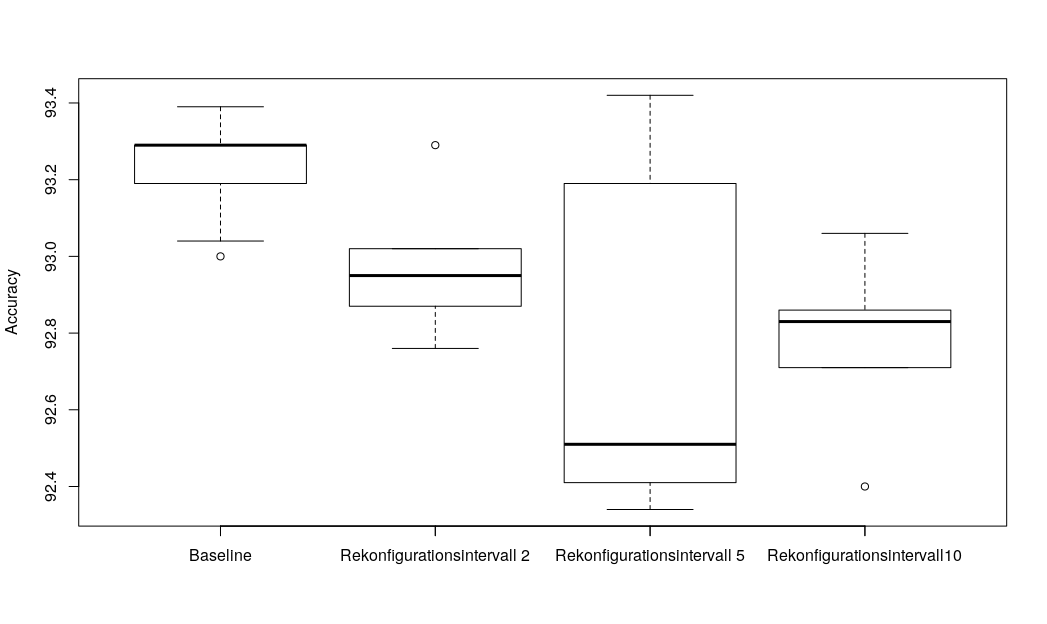 Accuracy
93.4
93.2
93.0
92.8
92.6
92.4
Baseline
Rekonfigurationsintervall 2
Rekonfigurationsintervall 5
Rekonfigurationsintervall10